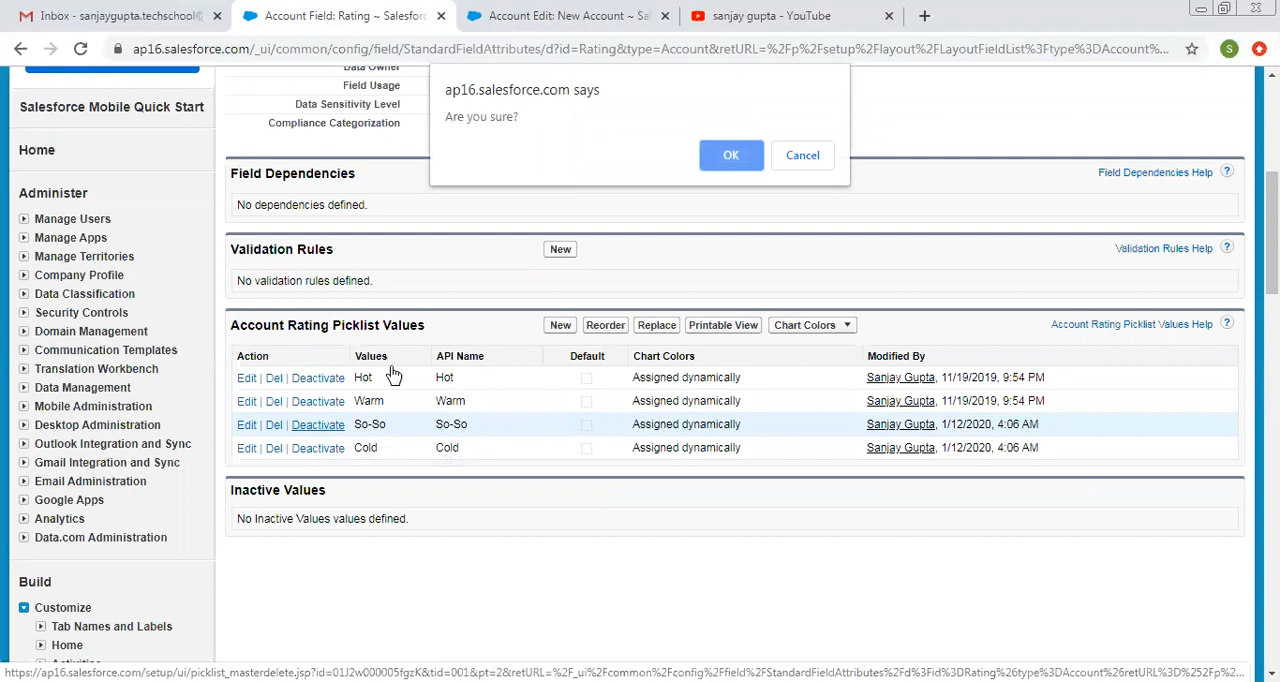 Inbox - sanjaygupta.techschool@
Account Field: Rating ~ Salesfor
Account Edit: New Account ~ Sal
sanjay gupta - YouTube
ap16.salesforce.com/_ui/common/config/field/StandardFieldAttributes/d?id=Rating&type=Account&retURL=%2Fp%2Fsetup%2Flayout%2FLayoutFieldList%3Ftype%3DAccount%...
S
ap16.salesforce.com says
Are you sure?
OK
Cancel
Data Owner
Field Usage
Data Sensitivity Level
Compliance Categorization
Salesforce Mobile Quick Start
Home
Administer
Manage Users
Manage Apps
Manage Territories
Company Profile
Data Classification
Security Controls
Domain Management
Communication Templates
Translation Workbench
Data Management
Mobile Administration
Desktop Administration
Outlook Integration and Sync
Gmail Integration and Sync
Email Administration
Google Apps
Analytics
Data.com Administration
Build
Customize
Tab Names and Labels
Home
Field Dependencies
Field Dependencies Help ?
No dependencies defined.
Validation Rules
New
Validation Rules Help ?
No validation rules defined.
Account Rating Picklist Values
New Reorder Replace Printable View Chart Colors
Account Rating Picklist Values Help ?
Action Values API Name Default Chart Colors Modified By
Edit | Del | Deactivate Hot Hot Assigned dynamically Sanjay Gupta, 11/19/2019, 9:54 PM
Edit | Del | Deactivate Warm Warm Assigned dynamically Sanjay Gupta, 11/19/2019, 9:54 PM
Edit | Del | Deactivate So-So So-So Assigned dynamically Sanjay Gupta, 1/12/2020, 4:06 AM
Edit | Del | Deactivate Cold Cold Assigned dynamically Sanjay Gupta, 1/12/2020, 4:06 AM
Inactive Values
No Inactive Values values defined.
https://ap16.salesforce.com/setup/ui/picklist_masterdelete.jsp?id=01J2w000005fgzK&tid=001&pt=2&retURL=%2F_ui%2Fcommon%2Fconfig%2Ffield%2FStandardFieldAttributes%2Fd%3Fid%3DRating%26type%3DAccount%26retURL%3D%252Fp%2...